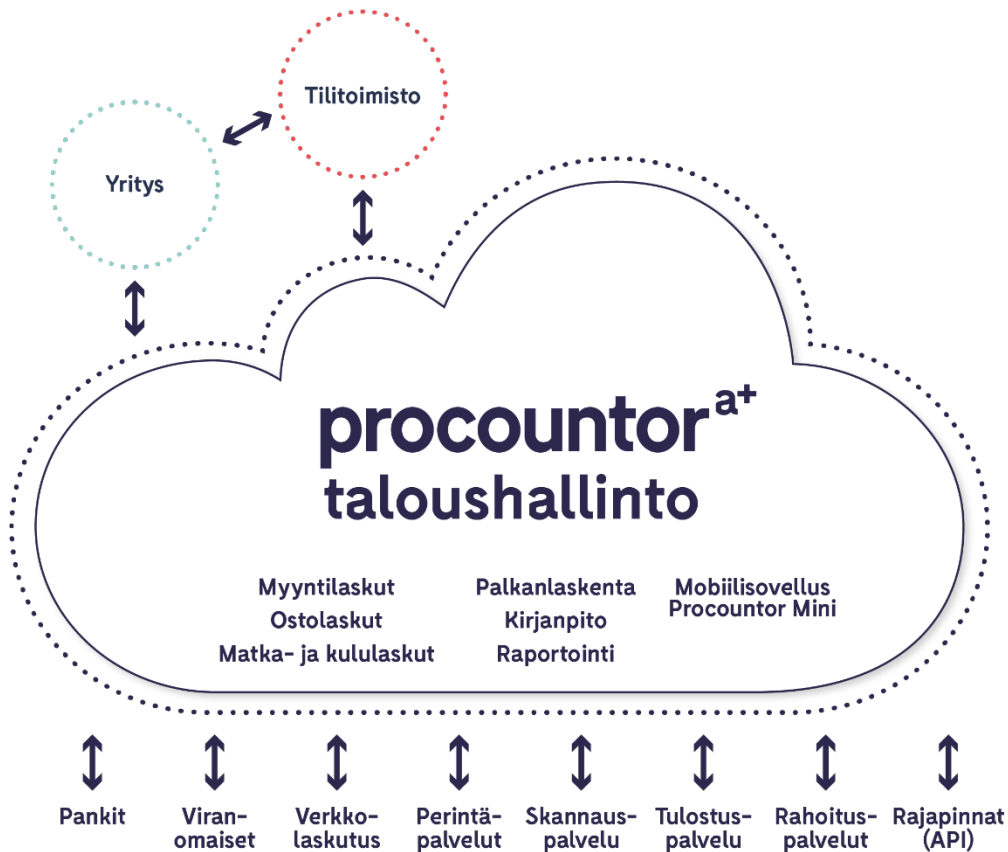 Tilitoimisto
Yritys
procountor a+
taloushallinto
Myyntilaskut
Ostolaskut
Matka- ja kululaskut
Palkanlaskenta
Kirjanpito
Raportointi
Mobiilisovellus
Procountor Mini
Pankit
Viran-
omaiset
Verkko-
laskutus
Perintä-
palvelut
Skannaus-
palvelu
Tulostus-
palvelu
Rahoitus-
palvelut
Rajapinnat
(API)